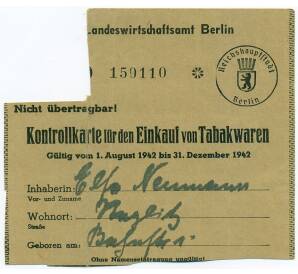 Landeswirtschaftsamt Berlin
159110 *
Reichshauptstadt
Berlin
Nicht übertragbar!
Kontrollkarte für den Einkauf von Tabakwaren
Gültig vom 1. August 1942 bis 31. Dezember 1942
Inhaberin: Neumann
Vor- und Zuname
Wohnort:
Straße
Geboren am:
Ohne Namenseintragung ungültig!